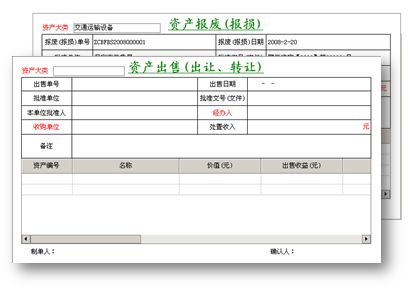 资产大类 交通运输设备 资产报废(报损)
报废(报损)单号 ZCBFBS2008000001 报废(报损)日期 2008-2-20
资产大类 资产出售(出让、转让)
出售单号 出售日期 - -
批准单位 批准文号(文件)
本单位批准人 经办人
收购单位 处置收入 元
备注
资产编号 名称 价值(元) 出售收益(元)
制单人： 确认人：